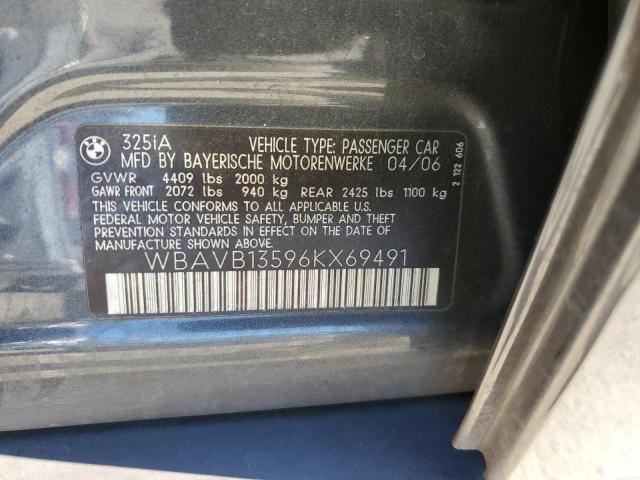 BMW
325iA VEHICLE TYPE: PASSENGER CAR
MFD BY BAYERISCHE MOTORENWERKE 04/06
GVWR 4409 lbs 2000 kg
GAWR FRONT 2072 lbs 940 kg REAR 2425 lbs 1100 kg
THIS VEHICLE CONFORMS TO ALL APPLICABLE U.S.
FEDERAL MOTOR VEHICLE SAFETY, BUMPER AND THEFT
PREVENTION STANDARDS IN EFFECT ON THE DATE OF
MANUFACTURE SHOWN ABOVE.
WBAVB13596KX69491
2 122 606